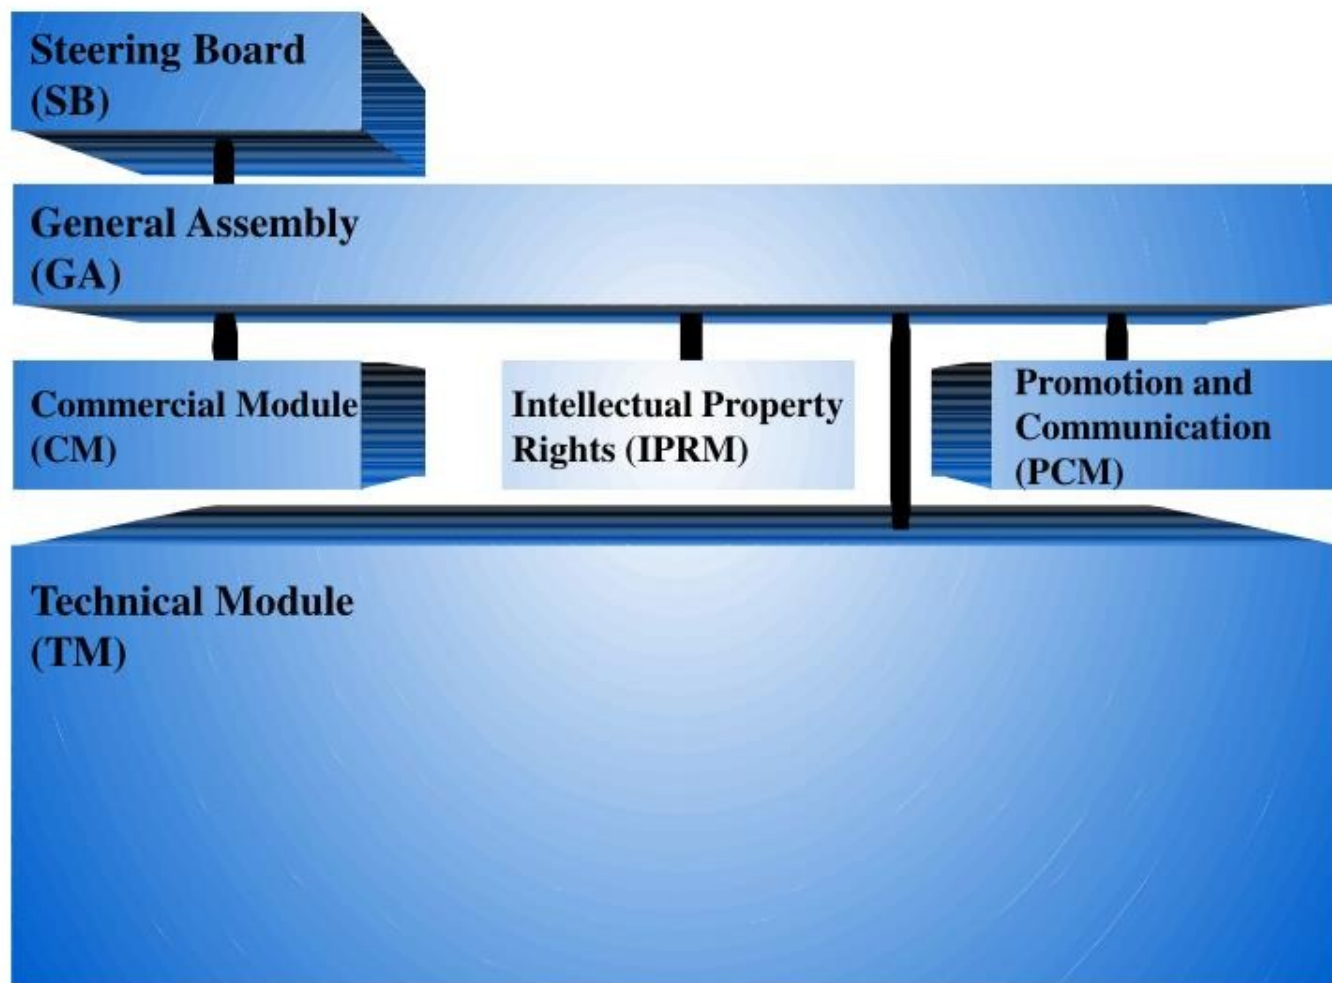 Steering Board
(SB)
General Assembly
(GA)
Commercial Module
(CM)
Intellectual Property
Rights (IPRM)
Promotion and
Communication
(PCM)
Technical Module
(TM)